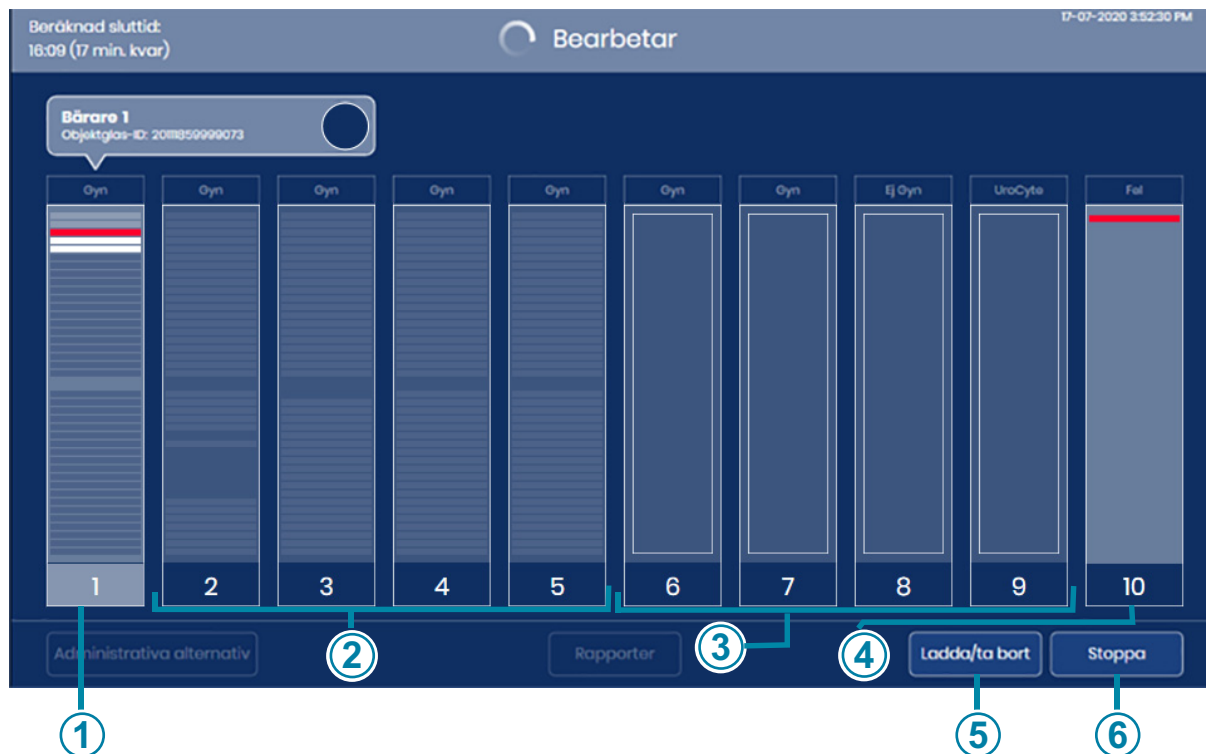 Beräknad sluttid:
16:09 (17 min. kvar)
Bearbetar
17-07-2020 3:52:30 PM
Bärare 1
Objektglas-ID: 20111859999073
Gyn Gyn Gyn Gyn Gyn Gyn Gyn Ej Gyn UroCyte Fel
1 2 3 4 5 6 7 8 9 10
Administrativa alternativ Rapporter Ladda/ta bort Stoppa
2 3 4
1 5 6